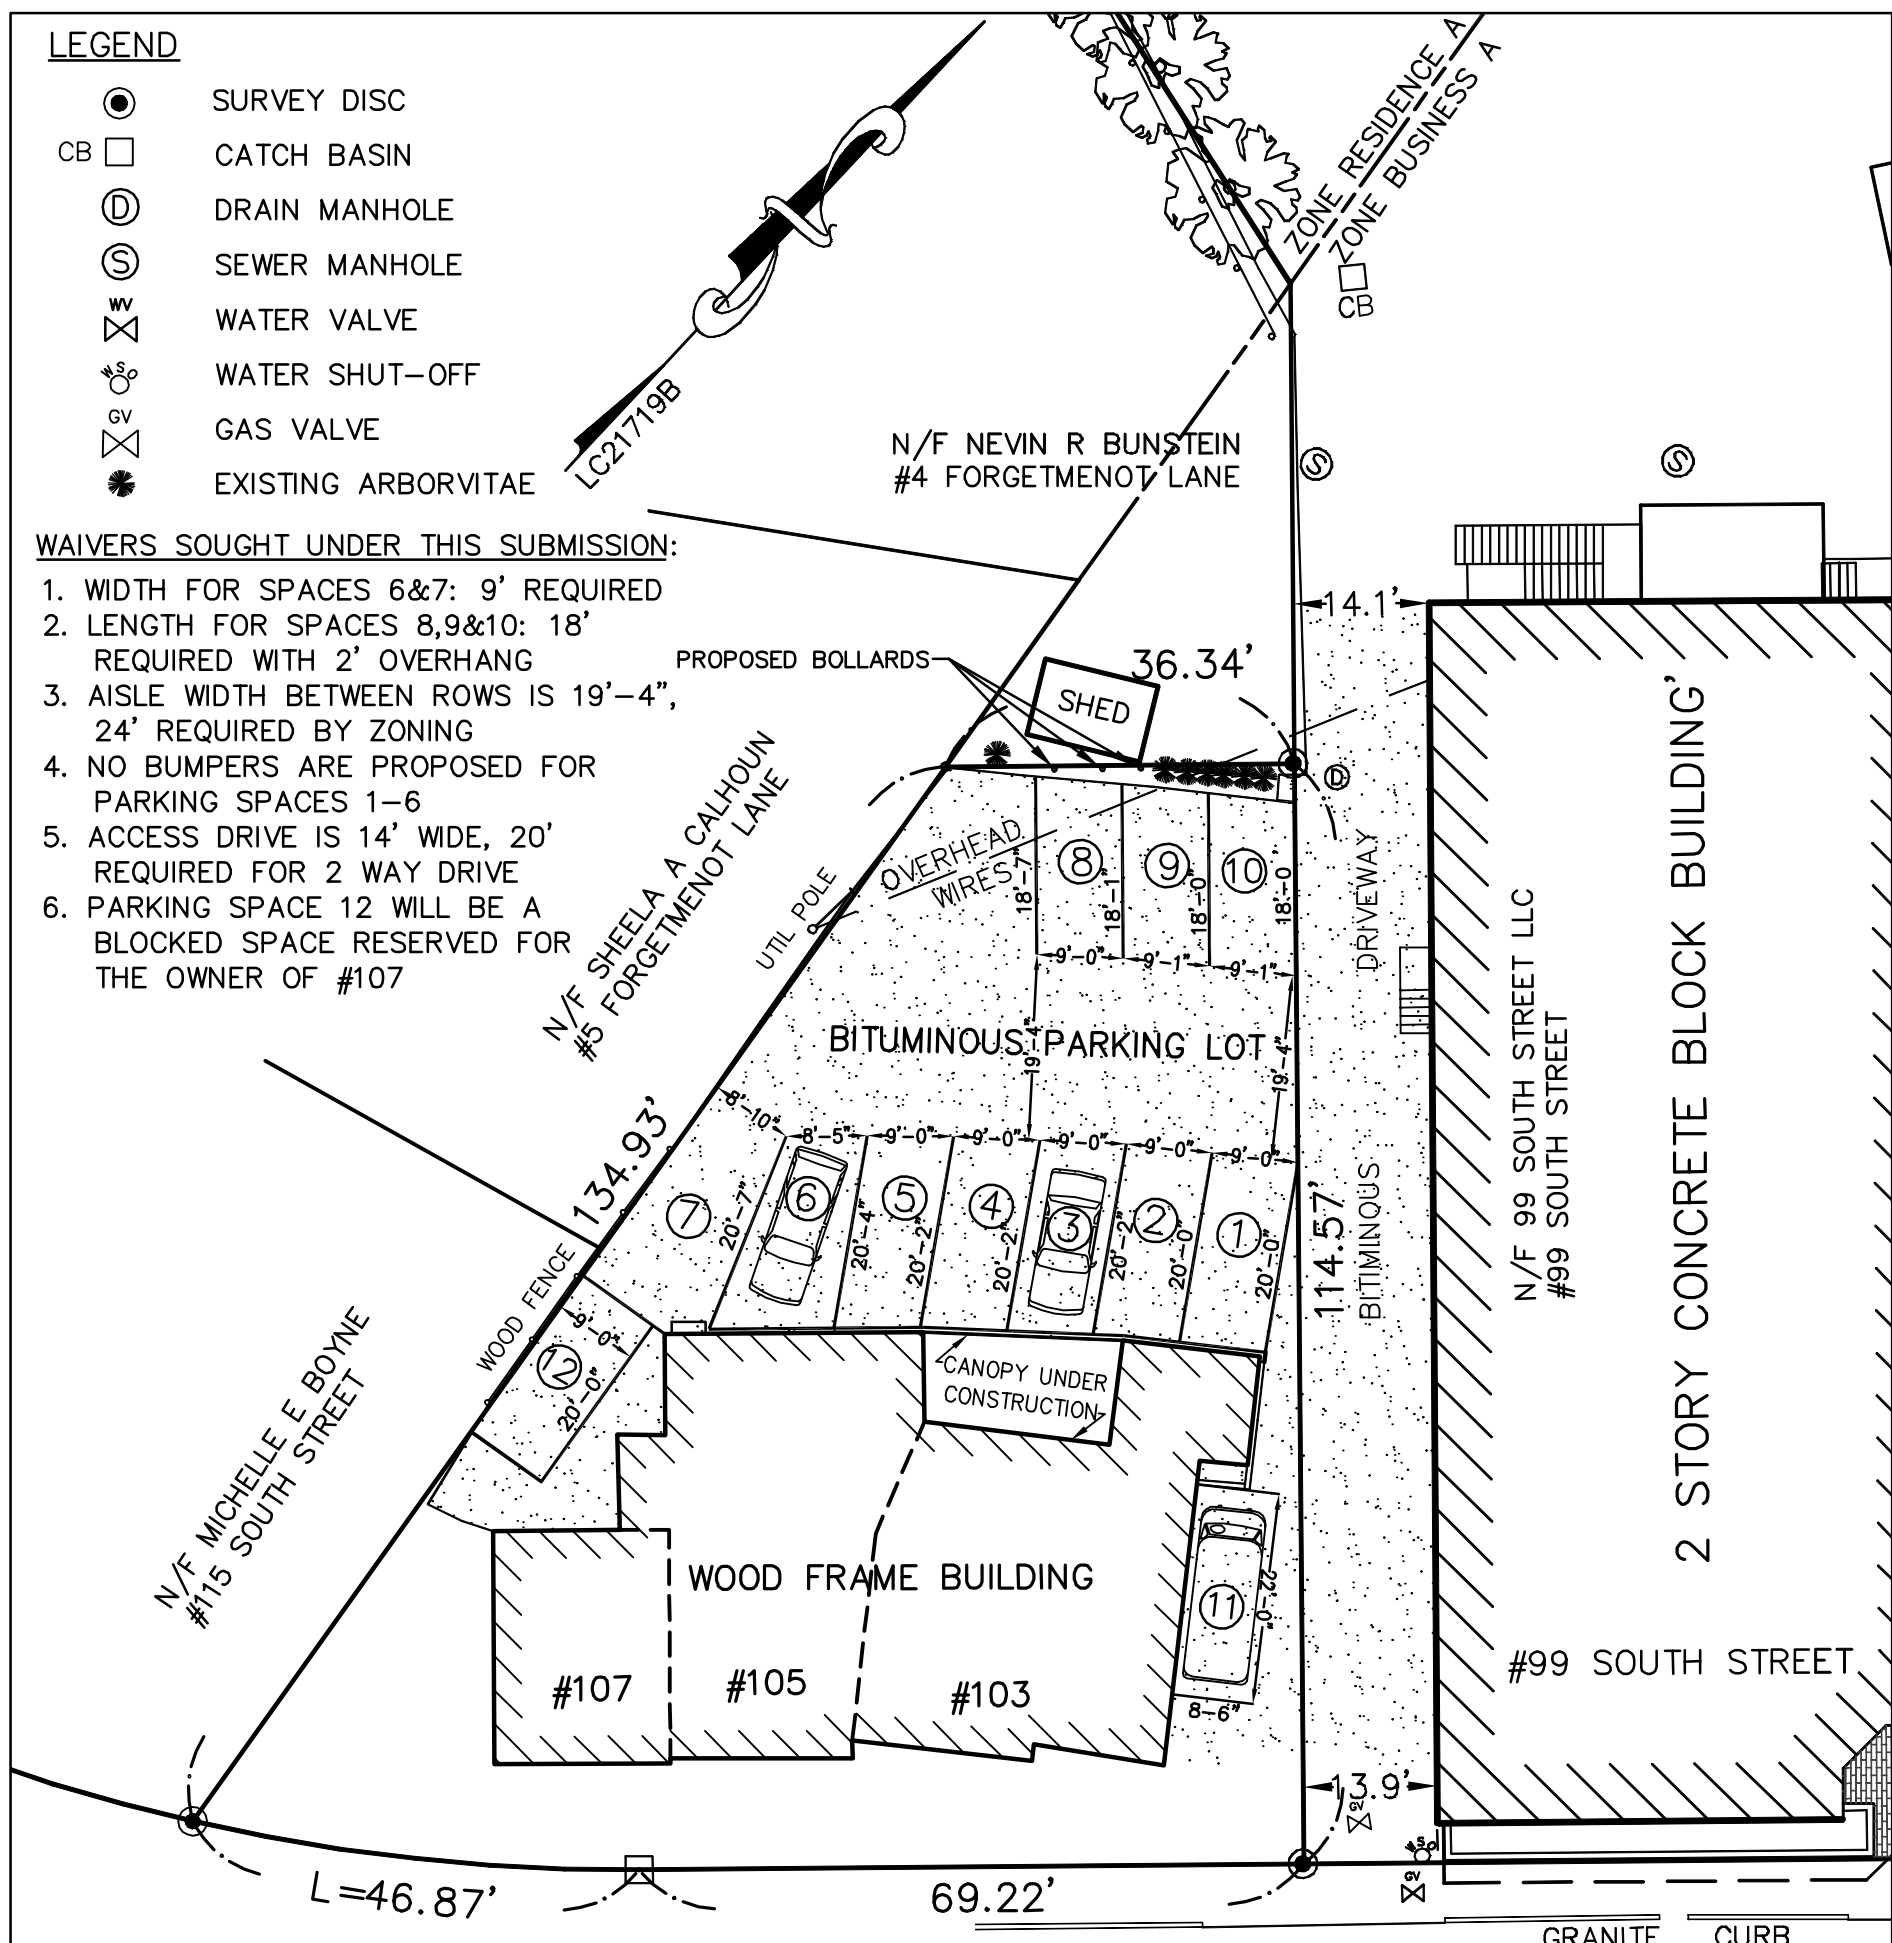 LEGEND
SURVEY DISC
CB
CATCH BASIN
D
DRAIN MANHOLE
S
SEWER MANHOLE
WV
WATER VALVE
WSO
WATER SHUT-OFF
GV
GAS VALVE
EXISTING ARBORVITAE
WAIVERS SOUGHT UNDER THIS SUBMISSION:
1. WIDTH FOR SPACES 6&7: 9' REQUIRED
2. LENGTH FOR SPACES 8,9&10: 18'
REQUIRED WITH 2' OVERHANG
3. AISLE WIDTH BETWEEN ROWS IS 19'-4",
24' REQUIRED BY ZONING
4. NO BUMPERS ARE PROPOSED FOR
PARKING SPACES 1-6
5. ACCESS DRIVE IS 14' WIDE, 20'
REQUIRED FOR 2 WAY DRIVE
6. PARKING SPACE 12 WILL BE A
BLOCKED SPACE RESERVED FOR
THE OWNER OF #107
LC21719B
ZONE RESIDENCE A
ZONE BUSINESS A
CB
N/F NEVIN R BUNSTEIN
#4 FORGETMENOT LANE
S
S
14.1'
PROPOSED BOLLARDS
SHED
36.34'
D
N/F SHEELA A CALHOUN
#5 FORGETMENOT LANE
UTIL POLE
OVERHEAD
WIRES
18'-7"
8
18'-1"
9
18'-0"
10
18'-0"
9'-0"
9'-1"
9'-1"
DRIVEWAY
BITUMINOUS PARKING LOT
19'-4"
19'-4"
N/F 99 SOUTH STREET LLC
#99 SOUTH STREET
2 STORY CONCRETE BLOCK BUILDING'
134.93'
8'-10"
8'-5"
9'-0"
9'-0"
9'-0"
9'-0"
9'-0"
7
20'-7"
6
20'-4"
5
20'-2"
4
20'-2"
3
20'-2"
2
20'-0"
1
20'-0"
114.57'
BITIMINOUS
WOOD FENCE
9'-0"
12
20'-0"
CANOPY UNDER
CONSTRUCTION
N/F MICHELLE E BOYNE
#115 SOUTH STREET
WOOD FRAME BUILDING
11
22'-0"
8-6"
#107
#105
#103
#99 SOUTH STREET
13.9'
GV
WSO
GV
L=46.87'
69.22'
GRANITE CURB